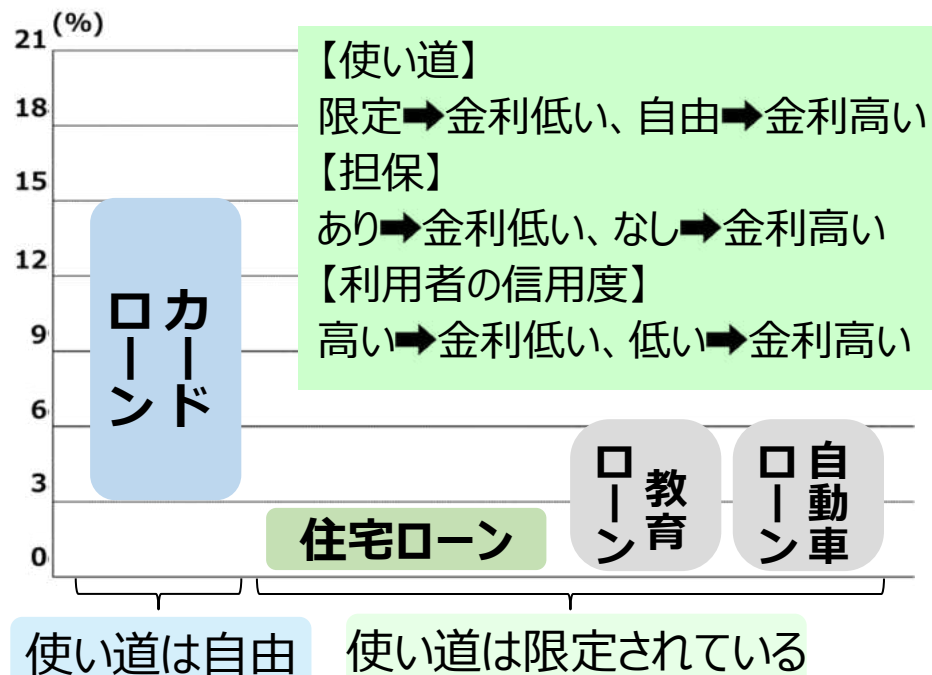 (%)
21
18
15
12
9
6
3
0
【使い道】
限定➡金利低い、自由➡金利高い
【担保】
あり➡金利低い、なし➡金利高い
【利用者の信用度】
高い➡金利低い、低い➡金利高い
カードローン
住宅ローン
教育ローン
自動車ローン
使い道は自由
使い道は限定されている